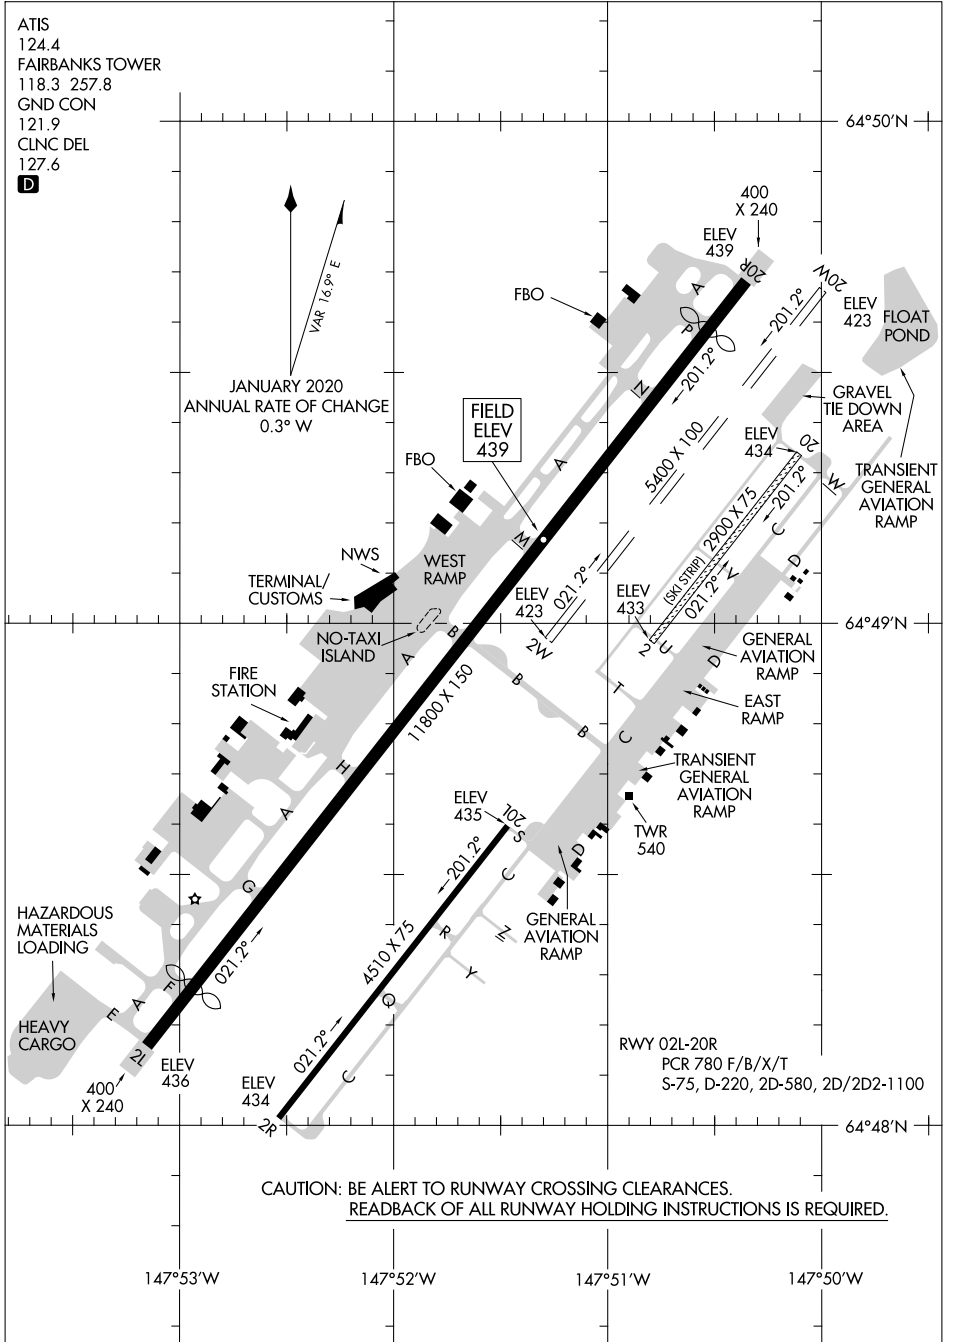 ATIS
124.4
FAIRBANKS TOWER
118.3 257.8
GND CON
121.9
CLNC DEL
127.6
D
64°50'N
VAR 16.9° E
JANUARY 2020
ANNUAL RATE OF CHANGE
0.3° W
400
X 240
ELEV
439
20R
A
P
201.2°
FBO
20W
201.2°
ELEV
423
FLOAT
POND
N
GRAVEL
TIE DOWN
AREA
FIELD
ELEV
439
5400 X 100
ELEV
434
20
201.2°
W
TRANSIENT
GENERAL
AVIATION
RAMP
FBO
A
M
2900 X 75
(SKI STRIP)
C
D
NWS
WEST
RAMP
TERMINAL/
CUSTOMS
021.2°
021.2°
V
ELEV
423
2W
ELEV
433
2
U
NO-TAXI
ISLAND
B
A
64°49'N
GENERAL
AVIATION
RAMP
D
FIRE
STATION
B
T
EAST
RAMP
11800 X 150
B
C
H
TRANSIENT
GENERAL
AVIATION
RAMP
A
ELEV
435
20L
S
TWR
540
201.2°
D
C
G
HAZARDOUS
MATERIALS
LOADING
GENERAL
AVIATION
RAMP
021.2°
4510 X 75
R
Z
Y
F
A
E
Q
HEAVY
CARGO
2L
021.2°
C
ELEV
436
400
X 240
ELEV
434
2R
RWY 02L-20R
PCR 780 F/B/X/T
S-75, D-220, 2D-580, 2D/2D2-1100
64°48'N
CAUTION: BE ALERT TO RUNWAY CROSSING CLEARANCES.
READBACK OF ALL RUNWAY HOLDING INSTRUCTIONS IS REQUIRED.
147°53'W
147°52'W
147°51'W
147°50'W